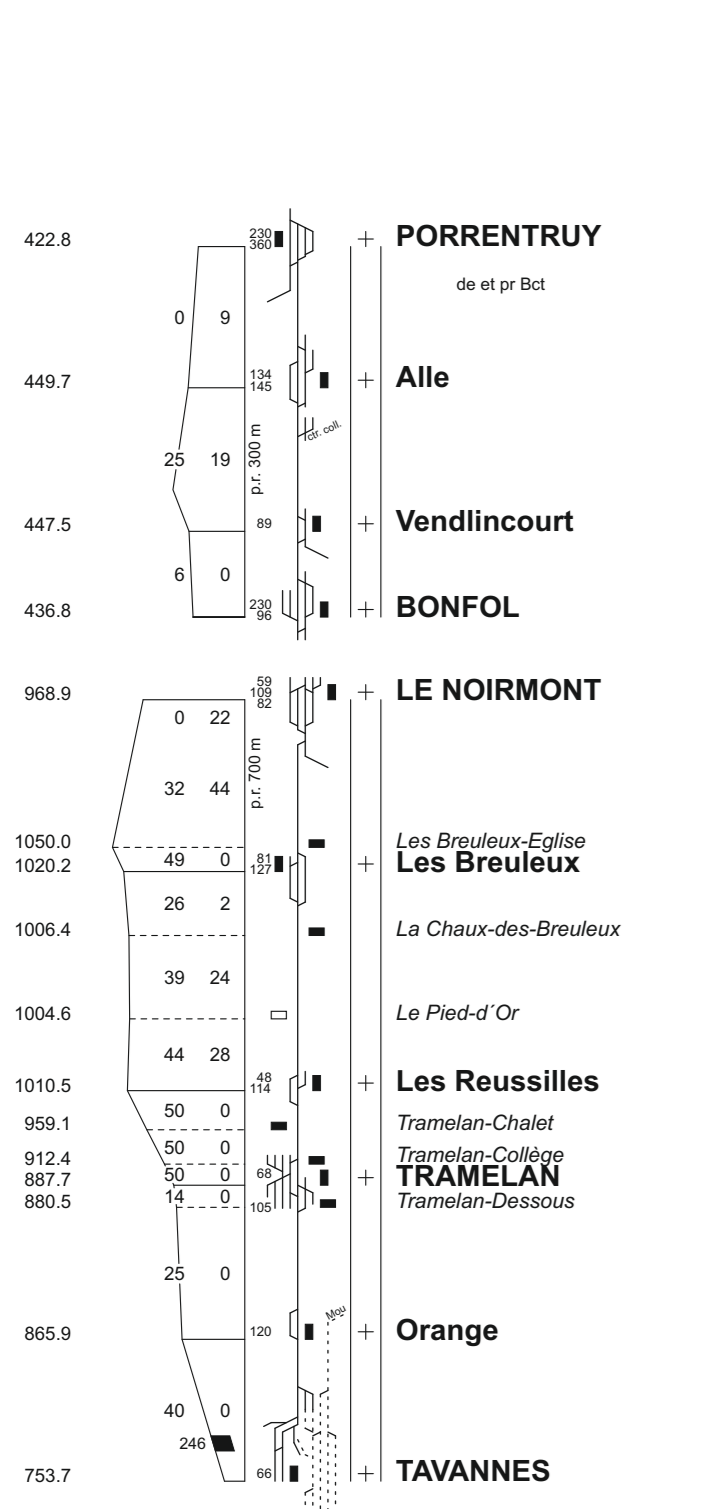 422.8 230 360 + PORRENTRUY
de et pr Bct
0 9
449.7 134 145 + Alle
ctr. coll.
25 19 p.r. 300 m
447.5 89 + Vendlincourt
6 0
436.8 230 96 + BONFOL
968.9 59 109 82 + LE NOIRMONT
0 22
p.r. 700 m
32 44
1050.0 Les Breuleux-Eglise
1020.2 49 0 81 127 + Les Breuleux
26 2
1006.4 La Chaux-des-Breuleux
39 24
1004.6 Le Pied-d´Or
44 28
1010.5 48 114 + Les Reussilles
50 0
959.1 Tramelan-Chalet
50 0
912.4 Tramelan-Collège
887.7 50 0 68 + TRAMELAN
880.5 14 0 105 Tramelan-Dessous
25 0
Mou
865.9 120 + Orange
40 0
246
753.7 66 + TAVANNES